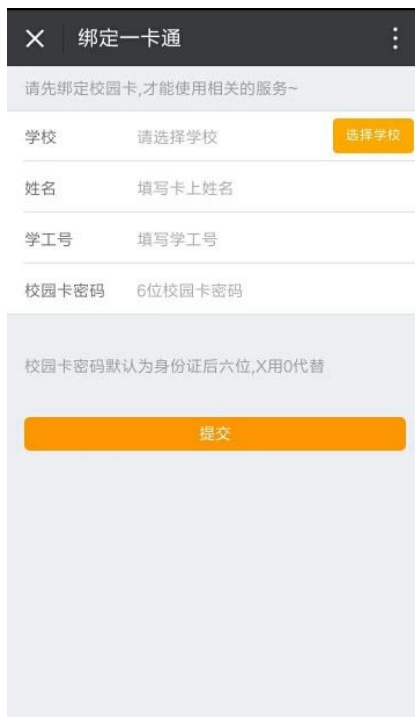 绑定一卡通
请先绑定校园卡,才能使用相关的服务~
学校 请选择学校 选择学校
姓名 填写卡上姓名
学工号 填写学工号
校园卡密码 6位校园卡密码
校园卡密码默认为身份证后六位,X用0代替
提交